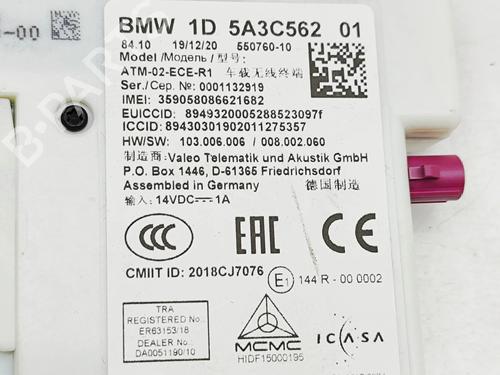 -00
BMW 1D 5A3C562 01
84.10 19/12/20 550760-10
Model/Модель/型号:
ATM-02-ECE-R1 车载无线终端
Ser./Сер. №: 0001132919
IMEI: 359058086621682
EUICCID: 89493200052885230971
ICCID: 89430301902011275357
HW/SW: 103.006.006 / 008.002.060
制造商: Valeo Telematik und Akustik GmbH
P.O. Box 1446, D-61365 Friedrichsdorf
Assembled in Germany 德国制造
输入: 14VDC 1A
CCC EAC CE
CMIIT ID: 2018CJ7076
E1 144 R - 00 0002
TRA
REGISTERED No.:
ER63153/18
DEALER No.:
DA0051190/10
MCMC
HIDF15000195
ICASA
B-PARTS